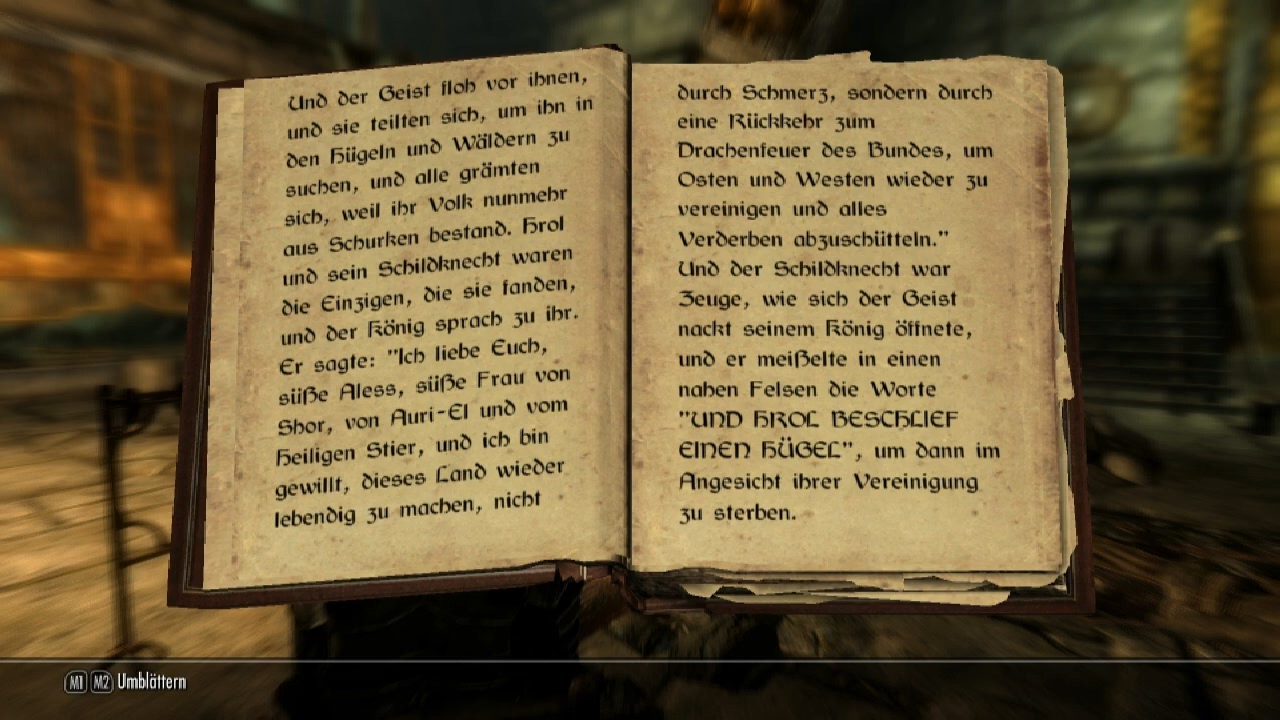 Und der Geist floh vor ihnen,
und sie teilten sich, um ihn in
den Hügeln und Wäldern zu
suchen, und alle grämten
sich, weil ihr Volk nunmehr
aus Schurken bestand. Hrol
und sein Schildknecht waren
die Einzigen, die sie fanden,
und der König sprach zu ihr.
Er sagte: "Ich liebe Euch,
süße Aless, süße Frau von
Shor, von Auri-El und vom
Heiligen Stier, und ich bin
gewillt, dieses Land wieder
lebendig zu machen, nicht
durch Schmerz, sondern durch
eine Rückkehr zum
Drachenfeuer des Bundes, um
Osten und Westen wieder zu
vereinigen und alles
Verderben abzuschütteln."
Und der Schildknecht war
Zeuge, wie sich der Geist
nackt seinem König öffnete,
und er meißelte in einen
nahen Felsen die Worte
"UND HROL BESCHLIEF
EINEN HÜGEL", um dann im
Angesicht ihrer Vereinigung
zu sterben.
M1 M2 Umblättern